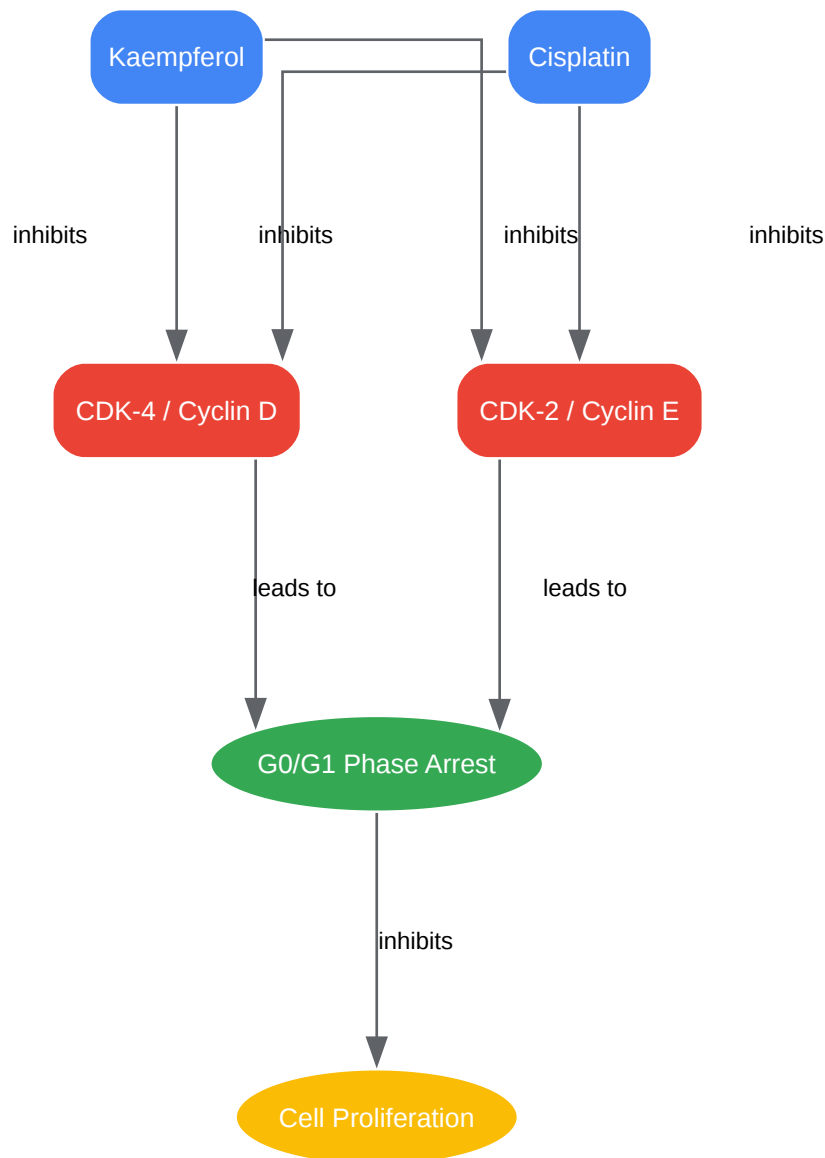 Kaempferol
Cisplatin
inhibits
inhibits
inhibits
inhibits
CDK-4 / Cyclin D
CDK-2 / Cyclin E
leads to
leads to
G0/G1 Phase Arrest
inhibits
Cell Proliferation